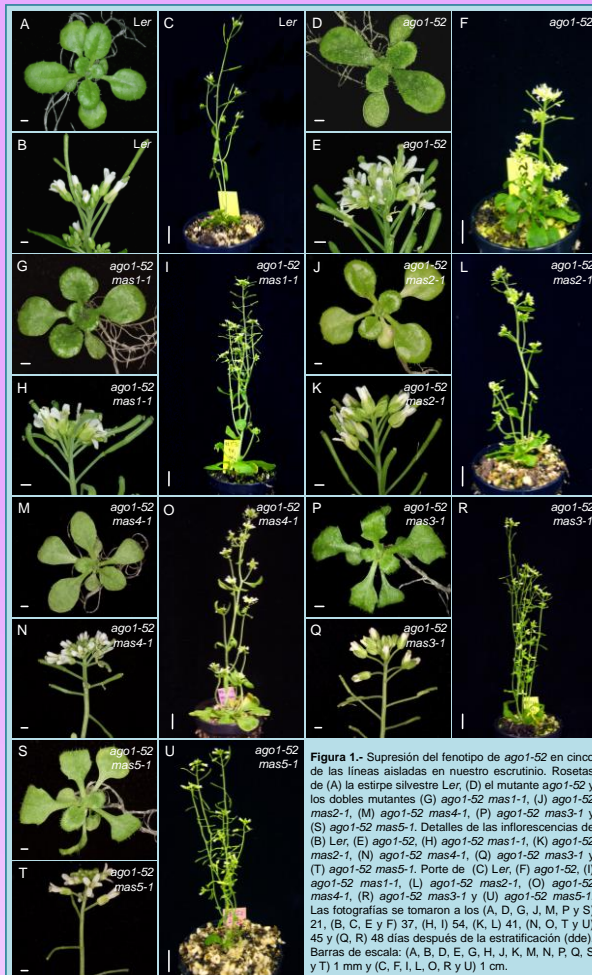 A Ler
C Ler
D ago1-52
F ago1-52
B Ler
E ago1-52
G ago1-52
mas1-1
I ago1-52
mas1-1
J ago1-52
mas2-1
L ago1-52
mas2-1
H ago1-52
mas1-1
K ago1-52
mas2-1
M ago1-52
mas4-1
O ago1-52
mas4-1
P ago1-52
mas3-1
R ago1-52
mas3-1
N ago1-52
mas4-1
Q ago1-52
mas3-1
S ago1-52
mas5-1
U ago1-52
mas5-1
T ago1-52
mas5-1
Figura 1.- Supresión del fenotipo de ago1-52 en cinco
de las líneas aisladas en nuestro escrutinio. Rosetas
de (A) la estirpe silvestre Ler, (D) el mutante ago1-52 y
los dobles mutantes (G) ago1-52 mas1-1, (J) ago1-52
mas2-1, (M) ago1-52 mas4-1, (P) ago1-52 mas3-1 y
(S) ago1-52 mas5-1. Detalles de las inflorescencias de
(B) Ler, (E) ago1-52, (H) ago1-52 mas1-1, (K) ago1-52
mas2-1, (N) ago1-52 mas4-1, (Q) ago1-52 mas3-1 y
(T) ago1-52 mas5-1. Porte de (C) Ler, (F) ago1-52, (I)
ago1-52 mas1-1, (L) ago1-52 mas2-1, (O) ago1-52
mas4-1, (R) ago1-52 mas3-1 y (U) ago1-52 mas5-1.
Las fotografías se tomaron a los (A, D, G, J, M, P y S)
21, (B, C, E y F) 37, (H, I) 54, (K, L) 41, (N, O, T y U)
45 y (Q, R) 48 días después de la estratificación (dde).
Barras de escala: (A, B, D, E, G, H, J, K, M, N, P, Q, S
y T) 1 mm y (C, F, I, L, O, R y U) 1 cm.